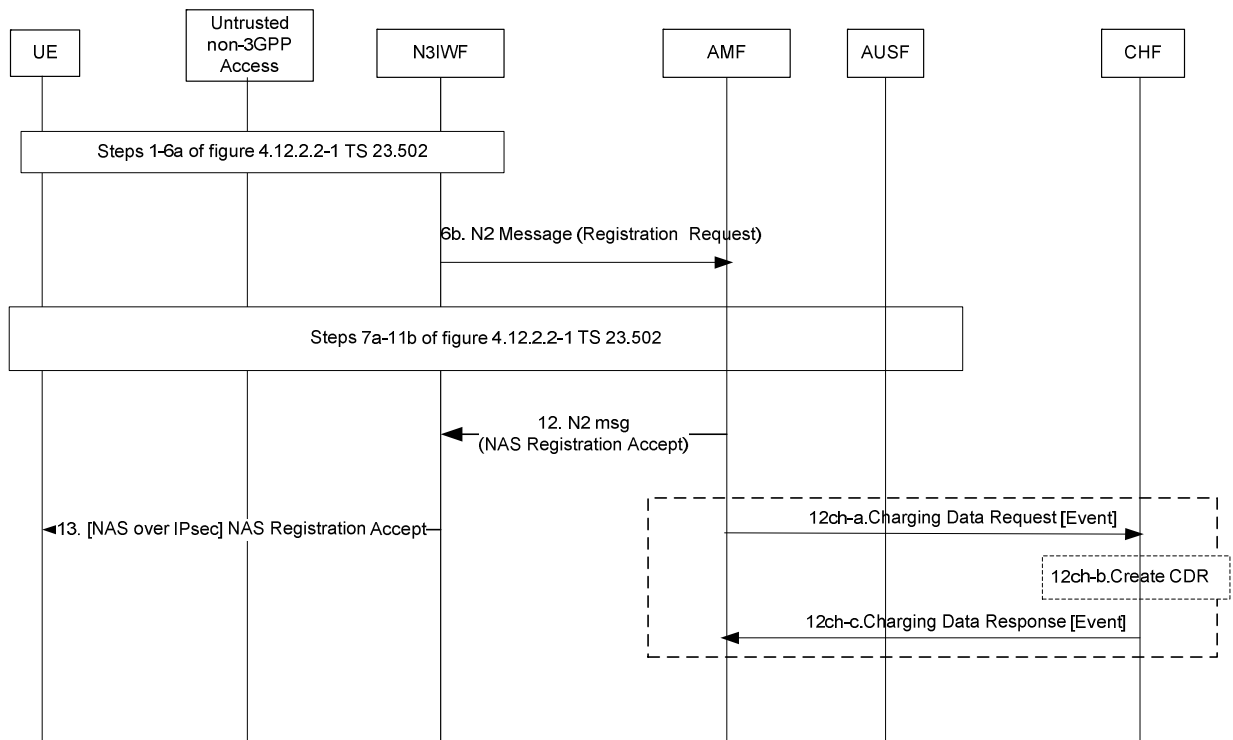 UE
Untrusted
non-3GPP
Access
N3IWF
AMF
AUSF
CHF
Steps 1-6a of figure 4.12.2.2-1 TS 23.502
6b. N2 Message (Registration Request)
Steps 7a-11b of figure 4.12.2.2-1 TS 23.502
12. N2 msg
(NAS Registration Accept)
12ch-a.Charging Data Request [Event]
13. [NAS over IPsec] NAS Registration Accept
12ch-b.Create CDR
12ch-c.Charging Data Response [Event]